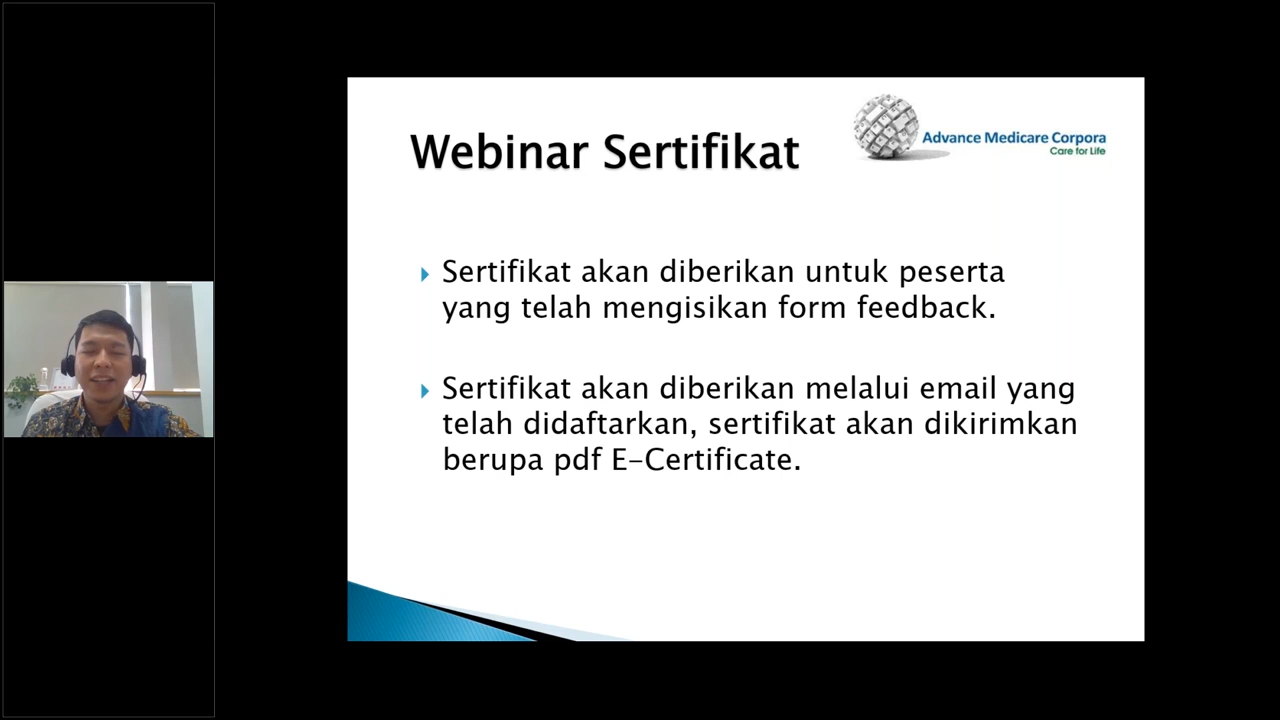 Webinar Sertifikat
Advance Medicare Corpora
Care for Life
Sertifikat akan diberikan untuk peserta
yang telah mengisikan form feedback.
Sertifikat akan diberikan melalui email yang
telah didaftarkan, sertifikat akan dikirimkan
berupa pdf E-Certificate.